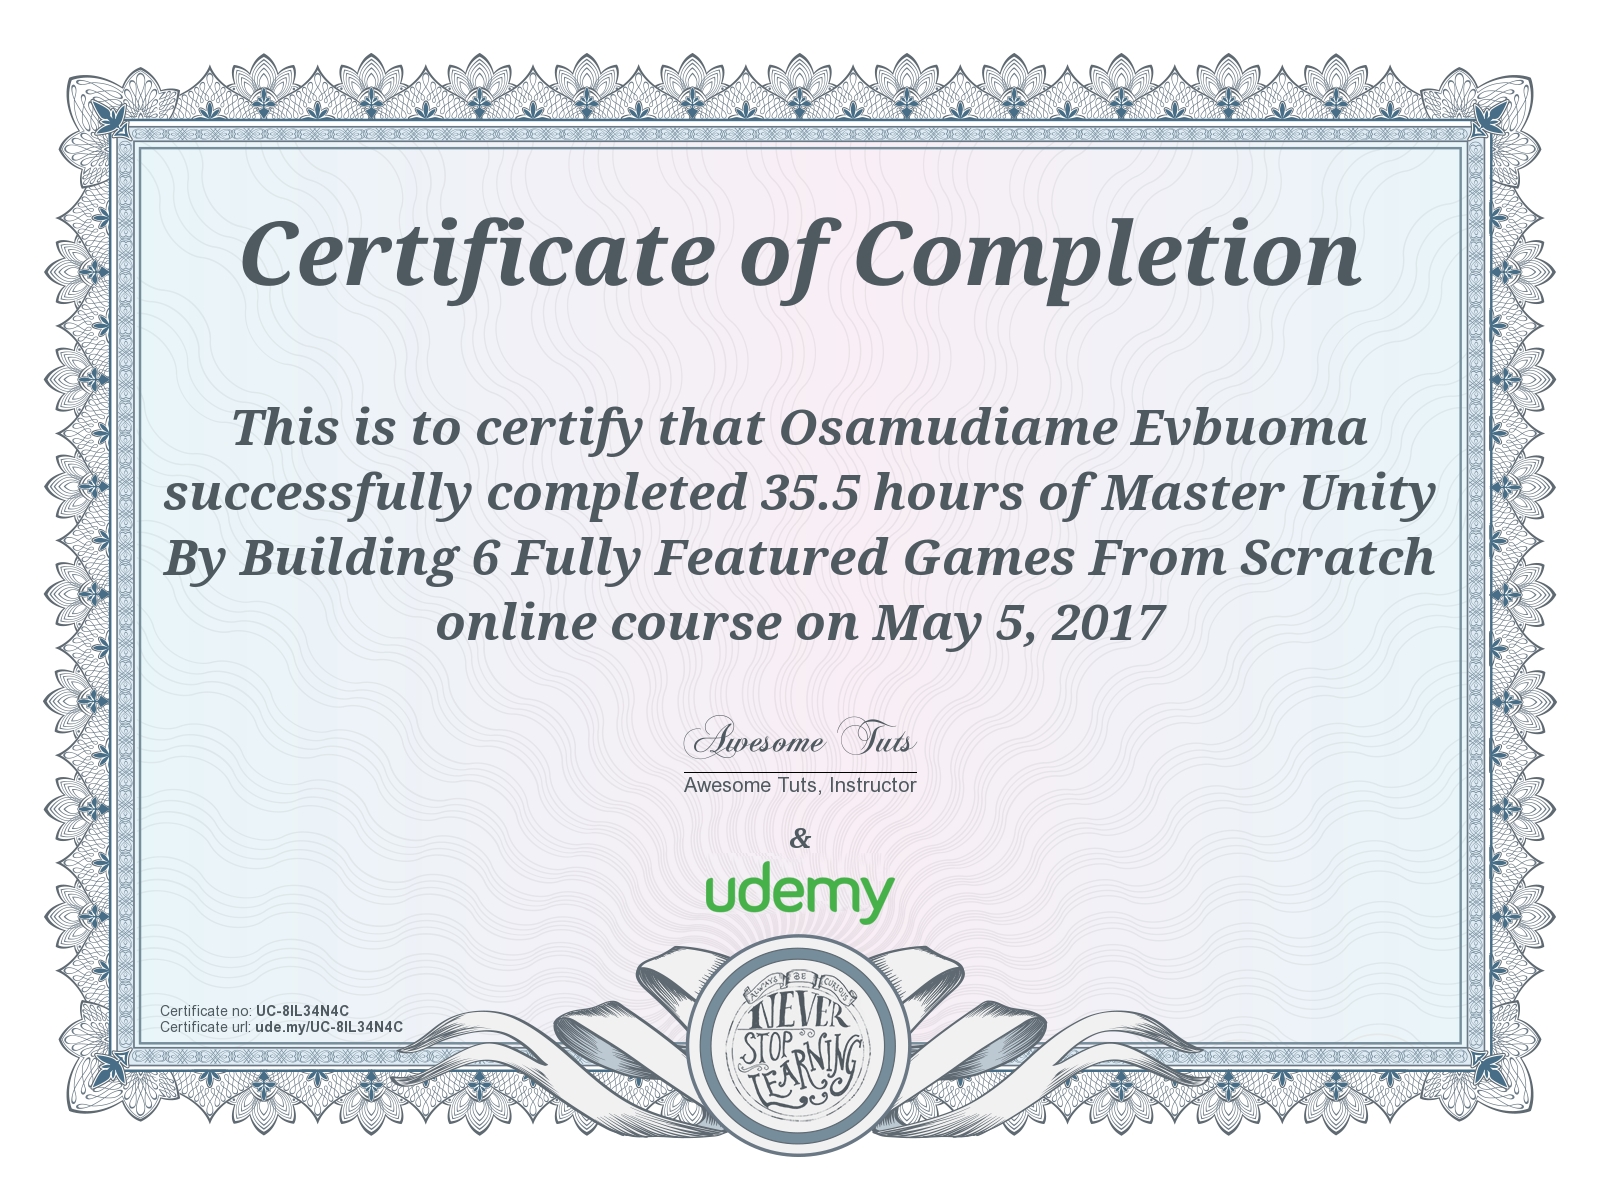 Certificate of Completion
This is to certify that Osamudiame Evbuoma
successfully completed 35.5 hours of Master Unity
By Building 6 Fully Featured Games From Scratch
online course on May 5, 2017
Awesome Tuts
Awesome Tuts, Instructor
&
udemy
Certificate no: UC-8IL34N4C
Certificate url: ude.my/UC-8IL34N4C
ALWAYS BE CURIOUS
NEVER
STOP
LEARNING